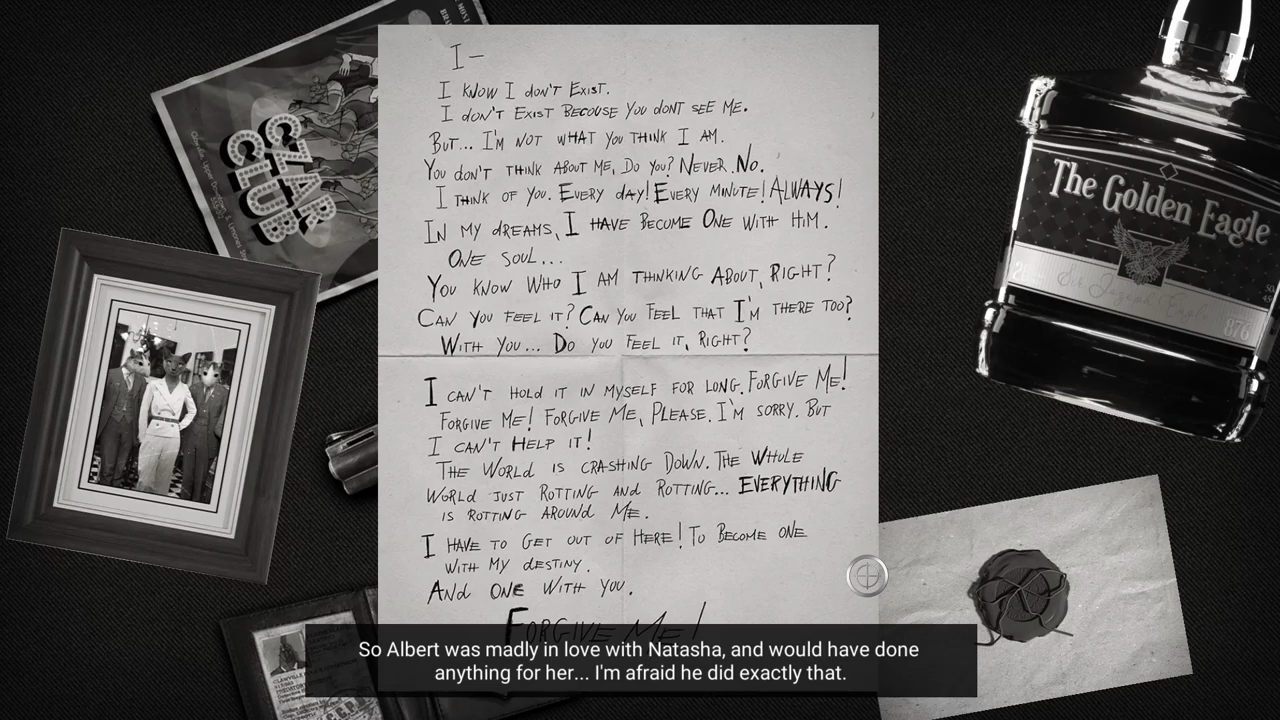 I-
I KNOW I DON'T EXIST.
I DON'T EXIST BECOUSE YOU DONT SEE ME.
BUT... I'M NOT WHAT YOU THINK I AM.
YOU DON'T THINK ABOUT ME, DO YOU? NEVER. NO.
I THINK OF YOU. EVERY DAY! EVERY MINUTE! ALWAYS!
IN MY DREAMS, I HAVE BECOME ONE WITH HIM.
ONE SOUL...
YOU KNOW WHO I AM THINKING ABOUT, RIGHT?
CAN YOU FEEL IT? CAN YOU FEEL THAT I'M THERE TOO?
WITH YOU... DO YOU FEEL IT, RIGHT?
I CAN'T HOLD IT IN MYSELF FOR LONG. FORGIVE ME!
FORGIVE ME! FORGIVE ME, PLEASE. I'M SORRY. BUT
I CAN'T HELP IT!
THE WORLD IS CRASHING DOWN. THE WHULE
WORLD JUST ROTTING AND ROTTING... EVERYTHING
IS ROTTING AROUND ME.
I HAVE TO GET OUT OF HERE! TO BECOME ONE
WITH MY DESTINY.
AND ONE WITH YOU.
FORGIVE ME!
CZAR
CLUB
The Golden Eagle
876
So Albert was madly in love with Natasha, and would have done
anything for her... I'm afraid he did exactly that.